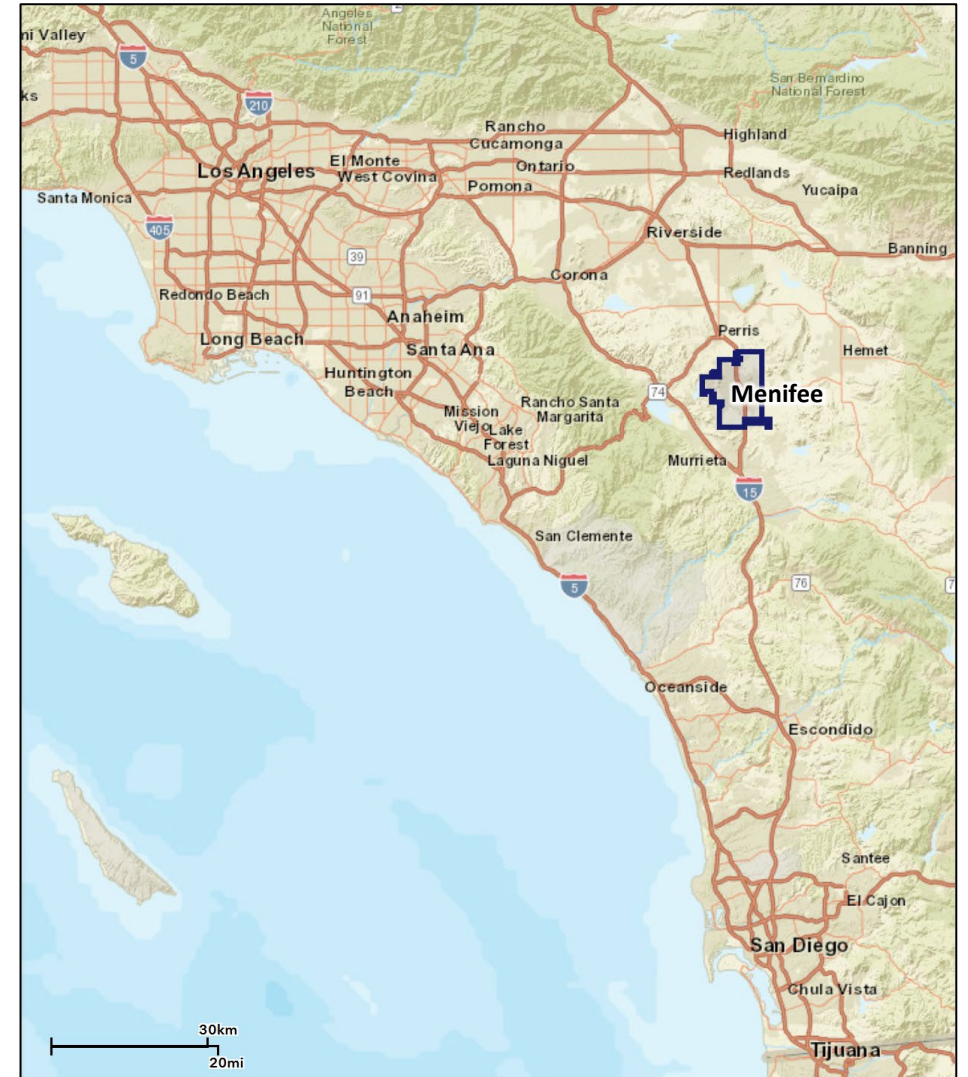 Angeles
National
Forest
2
mi Valley
5
San Bernardino
National Forest
ks
210
Rancho
Cucamonga
Highland
El Monte
Los Angeles
West Covina
Ontario
Redlands
Pomona
Yucaipa
Santa Monica
405
Riverside
Banning
39
Corona
Redondo Beach
91
Anaheim
Perris
Long Beach
Santa Ana
Hemet
Huntington
Beach
74
Menifee
Rancho Santa
Margarita
Mission
Viejo
Lake
Forest
Laguna Niguel
Murrieta
15
San Clemente
5
76
7
Oceanside
Escondido
Santee
El Cajon
San Diego
Chula Vista
30km
20mi
Tijuana